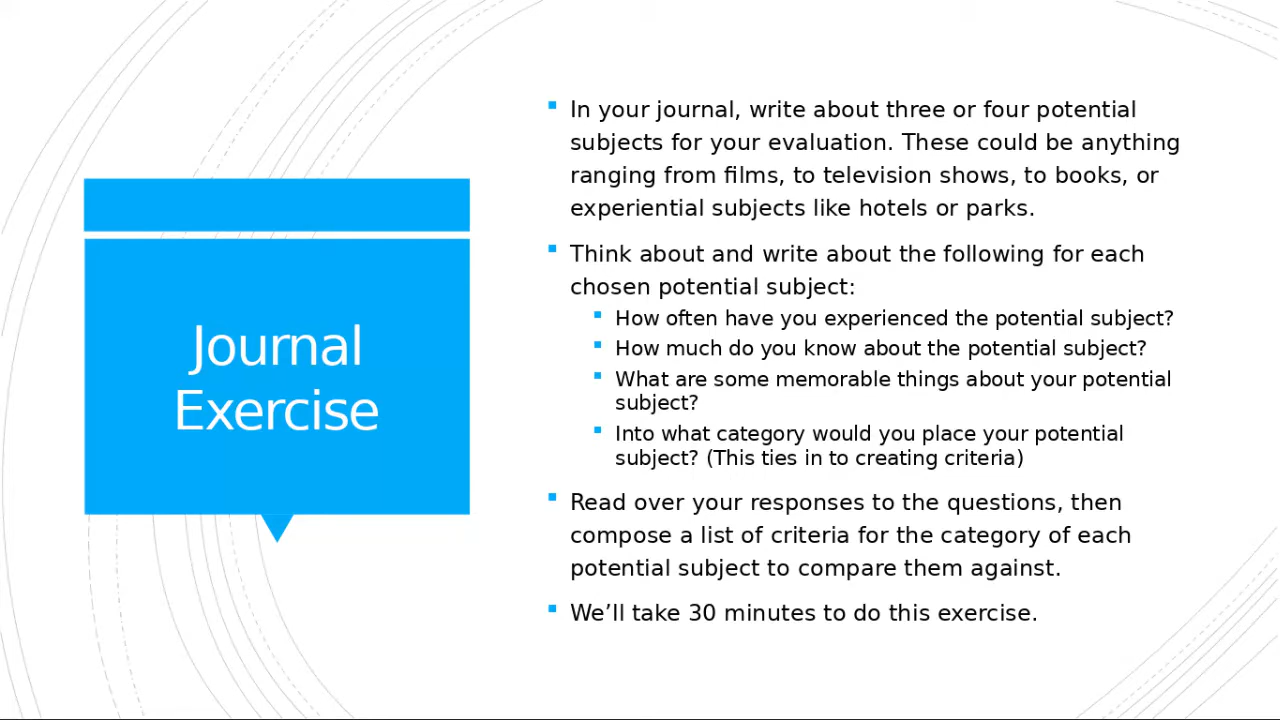 Journal
Exercise
In your journal, write about three or four potential
subjects for your evaluation. These could be anything
ranging from films, to television shows, to books, or
experiential subjects like hotels or parks.
Think about and write about the following for each
chosen potential subject:
How often have you experienced the potential subject?
How much do you know about the potential subject?
What are some memorable things about your potential
subject?
Into what category would you place your potential
subject? (This ties in to creating criteria)
Read over your responses to the questions, then
compose a list of criteria for the category of each
potential subject to compare them against.
We’ll take 30 minutes to do this exercise.